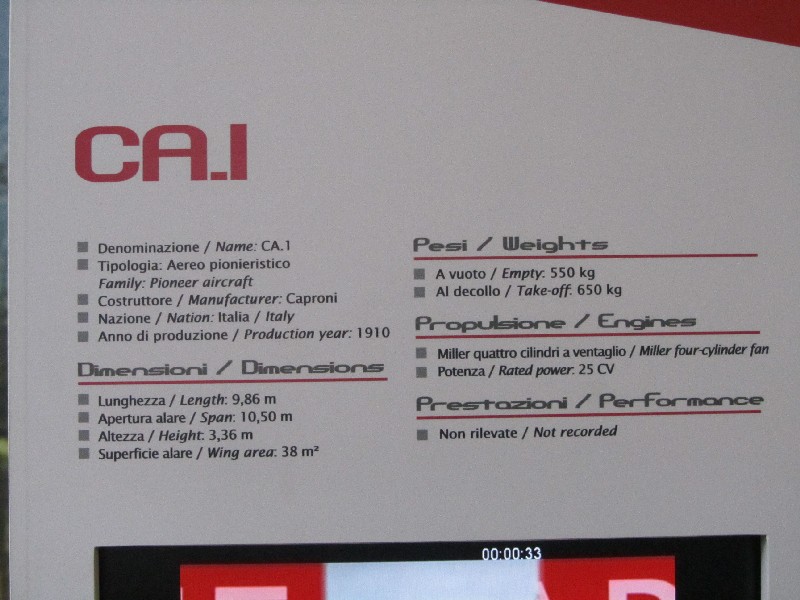 CA.1
Denominazione / Name: CA.1
Tipologia: Aereo pionieristico
Family: Pioneer aircraft
Costruttore / Manufacturer: Caproni
Nazione / Nation: Italia / Italy
Anno di produzione / Production year: 1910
Dimensioni / Dimensions
Lunghezza / Length: 9,86 m
Apertura alare / Span: 10,50 m
Altezza / Height: 3,36 m
Superficie alare / Wing area: 38 m²
Pesi / Weights
A vuoto / Empty: 550 kg
Al decollo / Take-off: 650 kg
Propulsione / Engines
Miller quattro cilindri a ventaglio / Miller four-cylinder fan
Potenza / Rated power: 25 CV
Prestazioni / Performance
Non rilevate / Not recorded
00:00:33